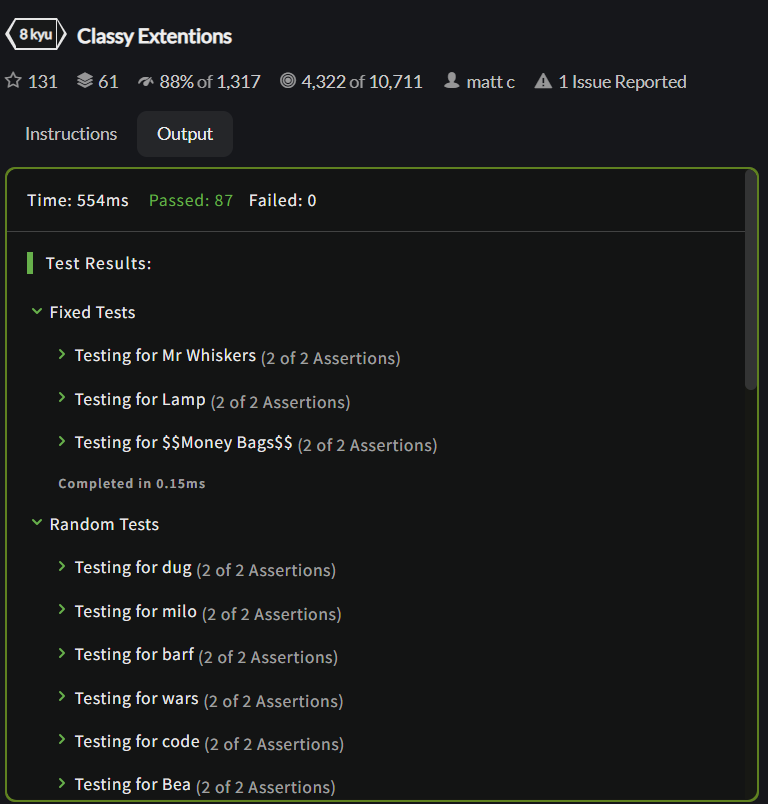 8 kyu Classy Extentions
131 61 88% of 1,317 4,322 of 10,711 matt c 1 Issue Reported
Instructions Output
Time: 554ms Passed: 87 Failed: 0
Test Results:
Fixed Tests
Testing for Mr Whiskers (2 of 2 Assertions)
Testing for Lamp (2 of 2 Assertions)
Testing for $$Money Bags$$ (2 of 2 Assertions)
Completed in 0.15ms
Random Tests
Testing for dug (2 of 2 Assertions)
Testing for milo (2 of 2 Assertions)
Testing for barf (2 of 2 Assertions)
Testing for wars (2 of 2 Assertions)
Testing for code (2 of 2 Assertions)
Testing for Bea (2 of 2 Assertions)